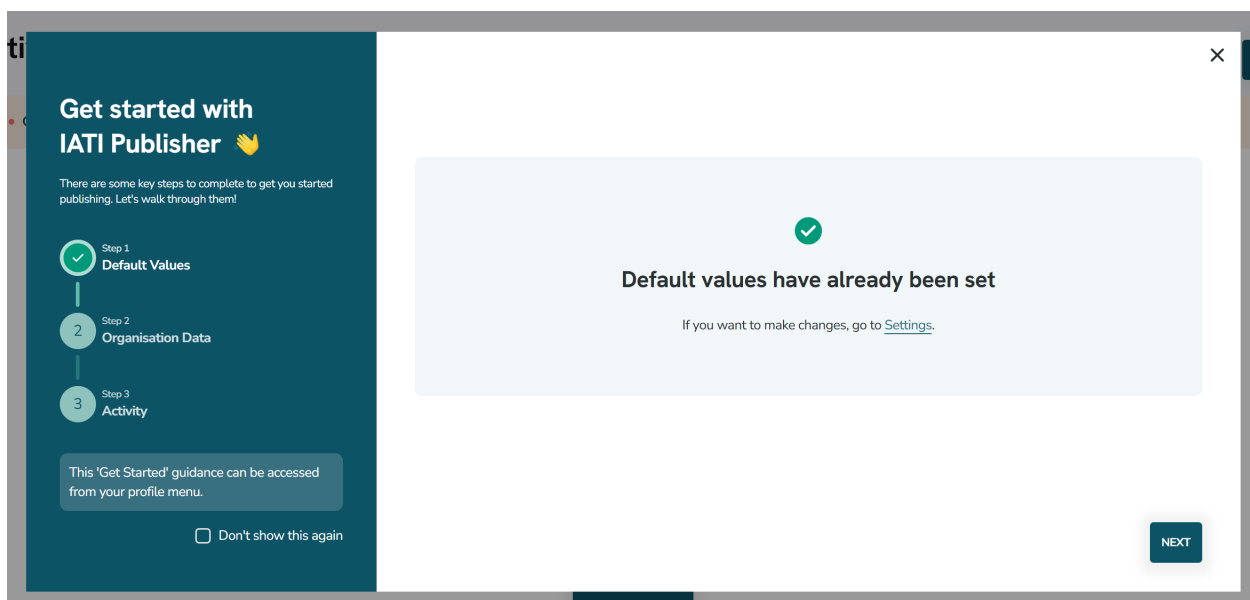 ti
Get started with
IATI Publisher 👋
There are some key steps to complete to get you started
publishing. Let's walk through them!
Step 1
Default Values
2
Step 2
Organisation Data
3
Step 3
Activity
This 'Get Started' guidance can be accessed
from your profile menu.
Don't show this again
Default values have already been set
If you want to make changes, go to Settings.
NEXT